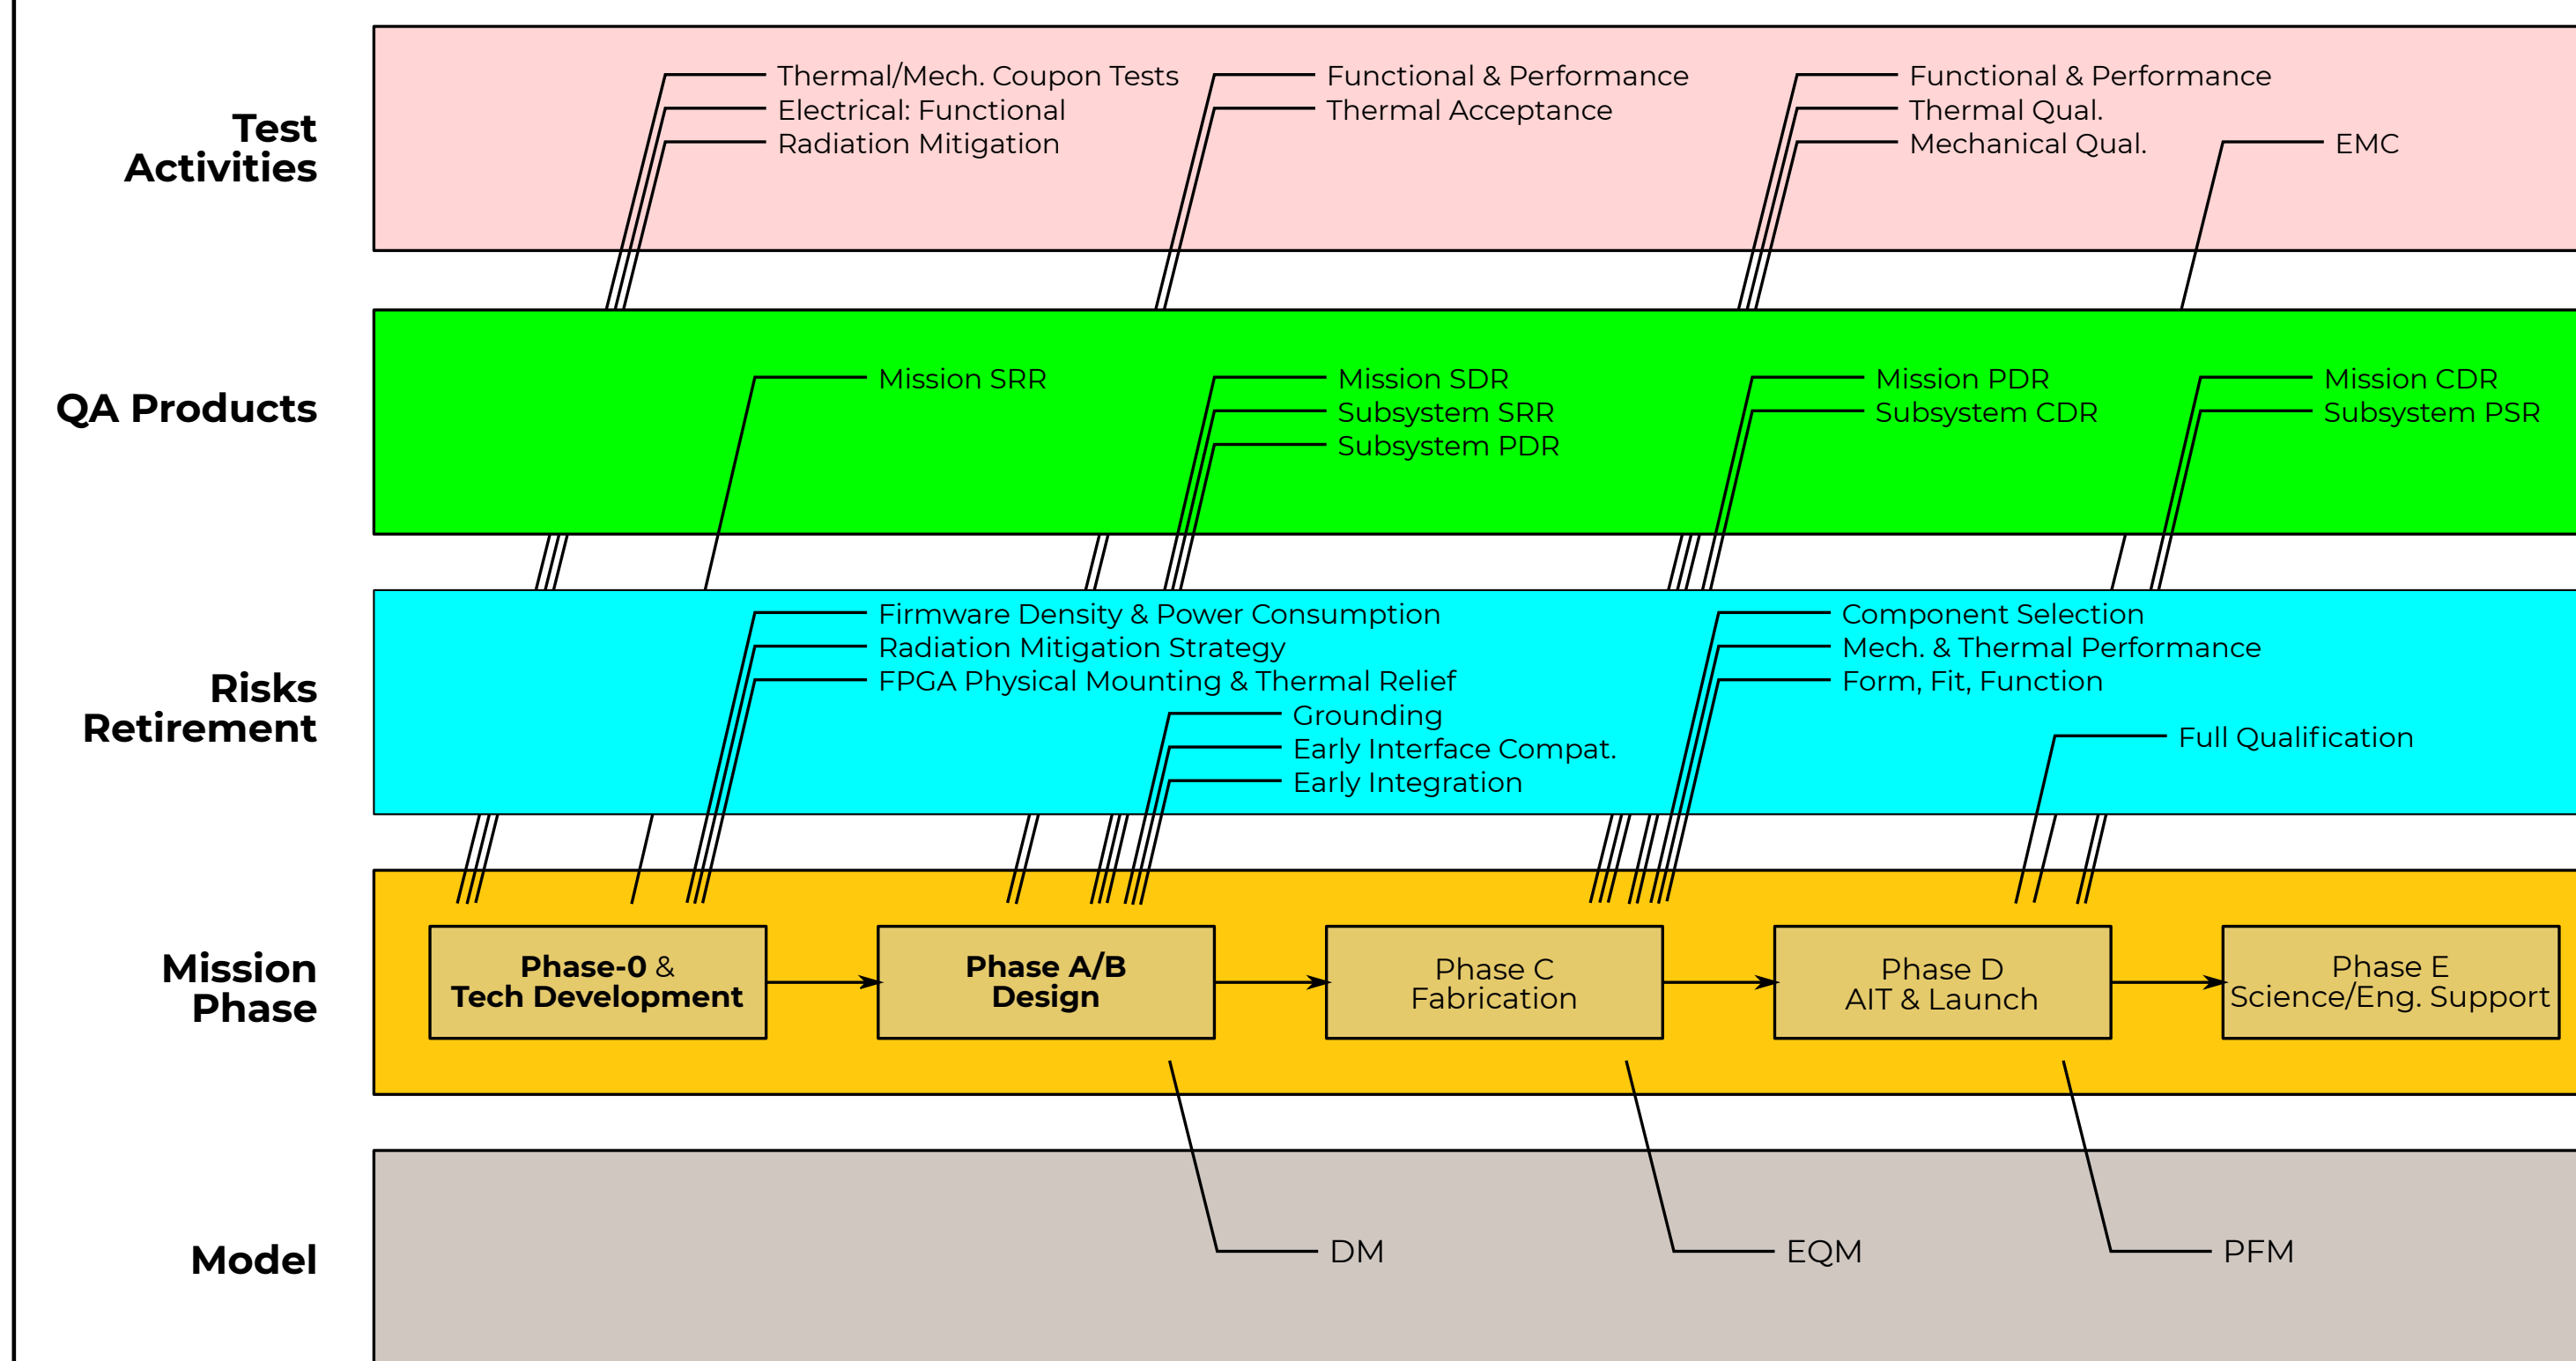 Test
Activities
Thermal/Mech. Coupon Tests
Electrical: Functional
Radiation Mitigation
Functional & Performance
Thermal Acceptance
Functional & Performance
Thermal Qual.
Mechanical Qual.
EMC
QA Products
Mission SRR
Mission SDR
Subsystem SRR
Subsystem PDR
Mission PDR
Subsystem CDR
Mission CDR
Subsystem PSR
Risks
Retirement
Firmware Density & Power Consumption
Radiation Mitigation Strategy
FPGA Physical Mounting & Thermal Relief
Grounding
Early Interface Compat.
Early Integration
Component Selection
Mech. & Thermal Performance
Form, Fit, Function
Full Qualification
Mission
Phase
Phase-0 &
Tech Development
Phase A/B
Design
Phase C
Fabrication
Phase D
AIT & Launch
Phase E
Science/Eng. Support
Model
DM
EQM
PFM